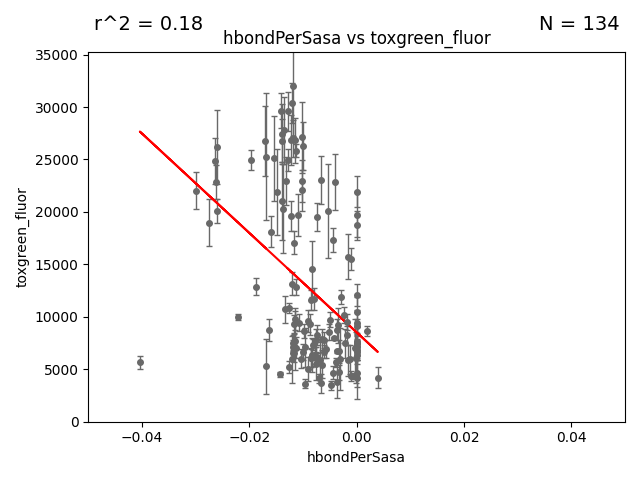 r^2 = 0.18
N = 134
hbondPerSasa vs toxgreen_fluor
35000
30000
25000
20000
15000
10000
5000
0
toxgreen_fluor
−0.04
−0.02
0.00
0.02
0.04
hbondPerSasa